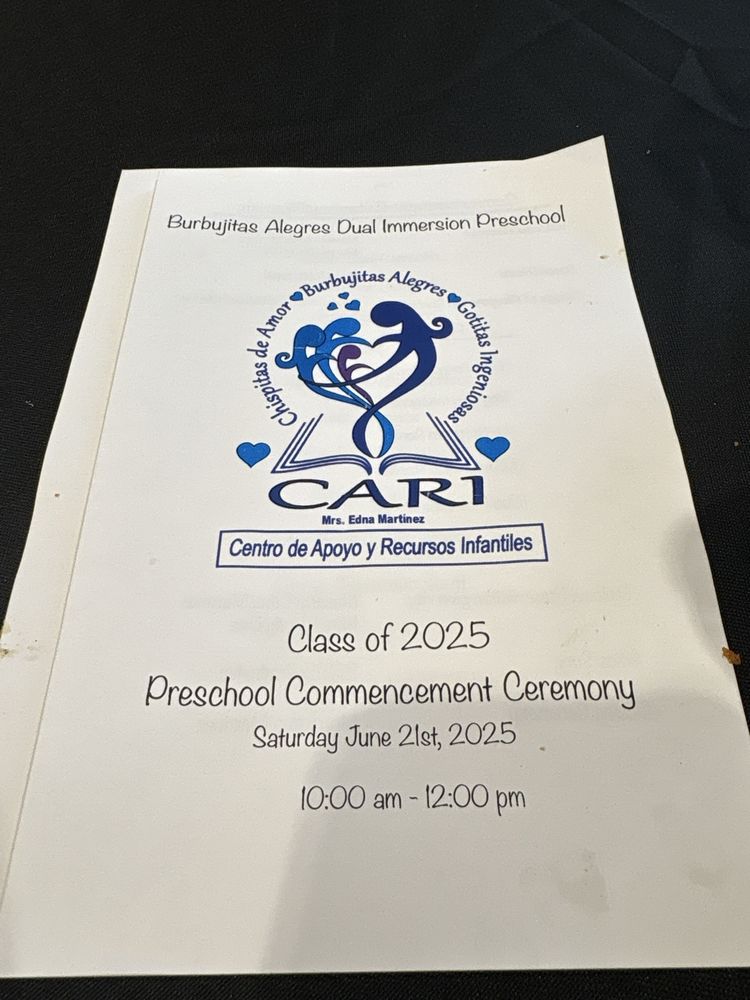 Burbujitas Alegres Dual Immersion Preschool
Chispitas de Amor Burbujitas Alegres Gotitas Ingeniosas
CARI
Mrs. Edna Martinez
Centro de Apoyo y Recursos Infantiles
Class of 2025
Preschool Commencement Ceremony
Saturday June 21st, 2025
10:00 am - 12:00 pm